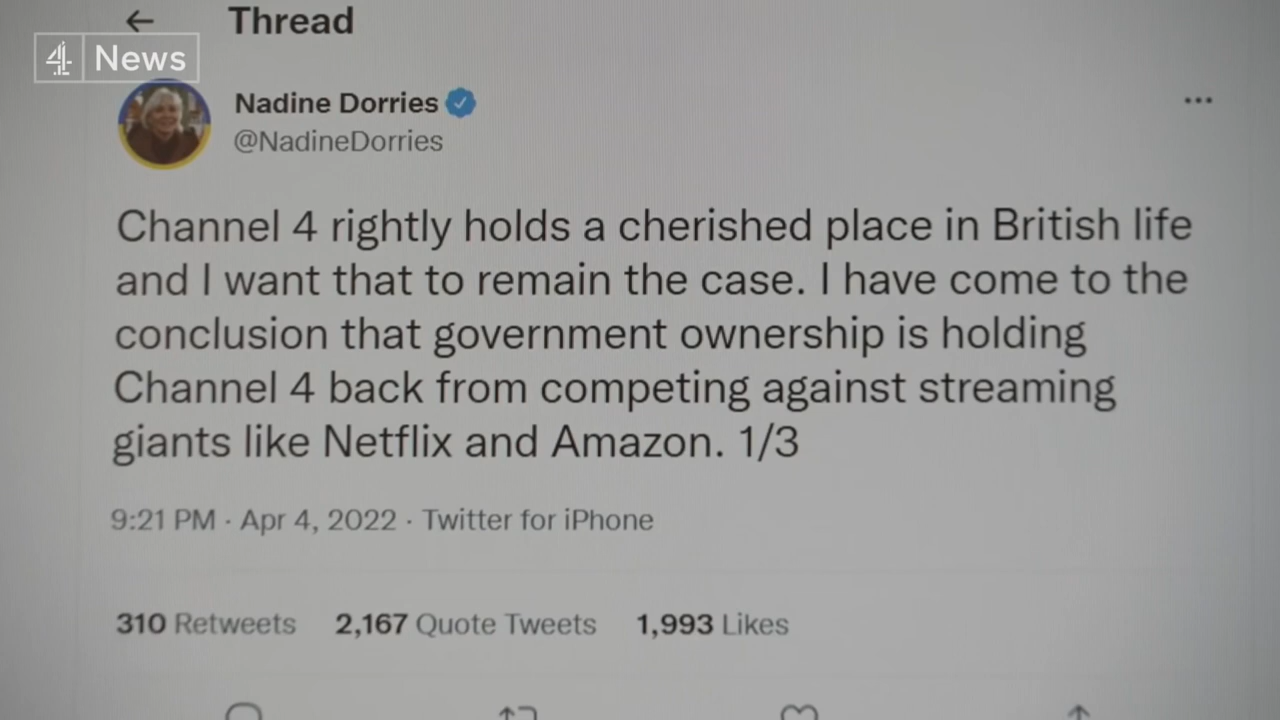 Thread
4 News
Nadine Dorries
@NadineDorries
Channel 4 rightly holds a cherished place in British life
and I want that to remain the case. I have come to the
conclusion that government ownership is holding
Channel 4 back from competing against streaming
giants like Netflix and Amazon. 1/3
9:21 PM · Apr 4, 2022 · Twitter for iPhone
310 Retweets 2,167 Quote Tweets 1,993 Likes